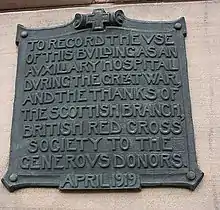 TO RECORD THE USE
OF THIS BUILDING AS AN
AUXILIARY HOSPITAL
DURING THE GREAT WAR
AND THE THANKS OF
THE SCOTTISH BRANCH
BRITISH RED CROSS
SOCIETY TO THE
GENEROVS DONORS.
APRIL 1919